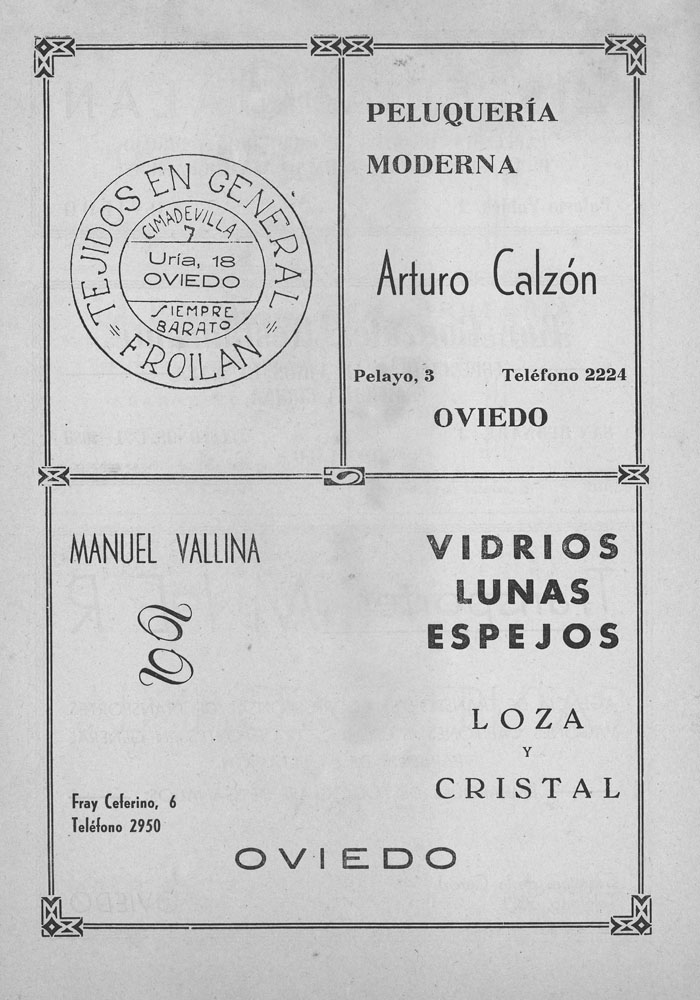 TEJIDOS EN GENERAL
CIMADEVILLA
7
Uría, 18
OVIEDO
SIEMPRE
BARATO
= FROILAN =
PELUQUERÍA
MODERNA
Arturo Calzón
Pelayo, 3 Teléfono 2224
OVIEDO
MANUEL VALLINA
Fray Ceferino, 6
Teléfono 2950
VIDRIOS
LUNAS
ESPEJOS
LOZA
Y
CRISTAL
OVIEDO